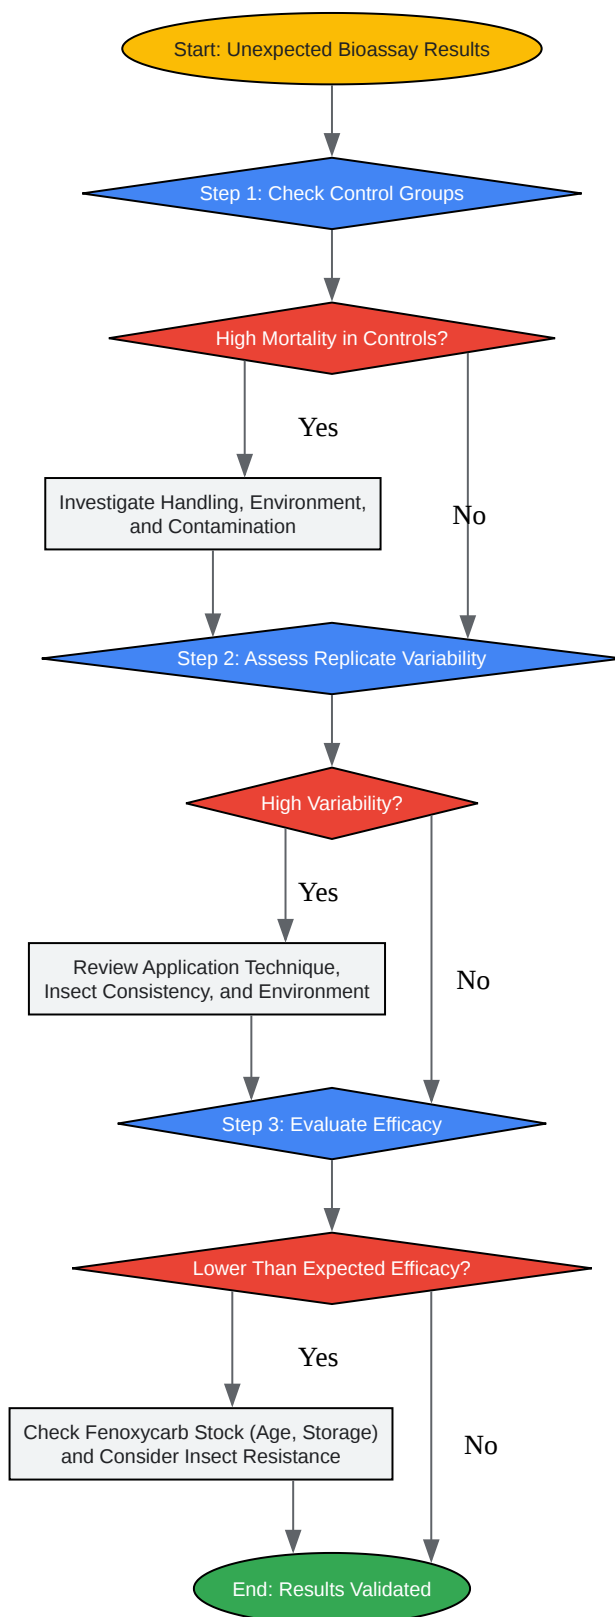 Start: Unexpected Bioassay Results
Step 1: Check Control Groups
High Mortality in Controls?
Yes
Investigate Handling, Environment,
and Contamination
No
Step 2: Assess Replicate Variability
High Variability?
Yes
Review Application Technique,
Insect Consistency, and Environment
No
Step 3: Evaluate Efficacy
Lower Than Expected Efficacy?
Yes
Check Fenoxycarb Stock (Age, Storage)
and Consider Insect Resistance
No
End: Results Validated